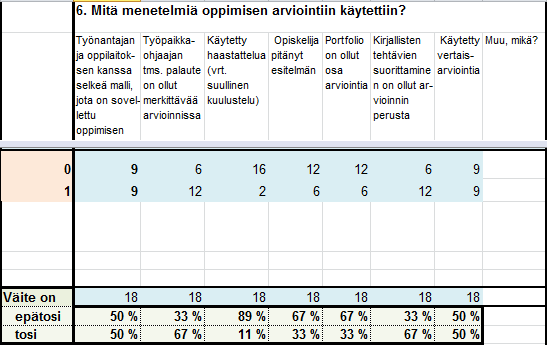 6. Mitä menetelmiä oppimisen arviointiin käytettiin?
Työnantajan
ja oppilaitok-
sen kanssa
selkeä malli,
jota on sovel-
lettu
oppimisen
Työpaikka-
ohjaajan
tms. palaute
on ollut
merkittävää
arvioinnissa
Käytetty
haastattelua
(vrt.
suullinen
kuulustelu)
Opiskelija
pitänyt
esitelmän
Portfolio
on ollut
osa
arviointia
Kirjallisten
tehtävien
suorittamine
n on ollut ar-
vioinnin
perusta
Käytetty
vertais-
arviointia
Muu, mikä?
0 9 6 16 12 12 6 9
1 9 12 2 6 6 12 9
Väite on 18 18 18 18 18 18 18
epätosi 50 % 33 % 89 % 67 % 67 % 33 % 50 %
tosi 50 % 67 % 11 % 33 % 33 % 67 % 50 %